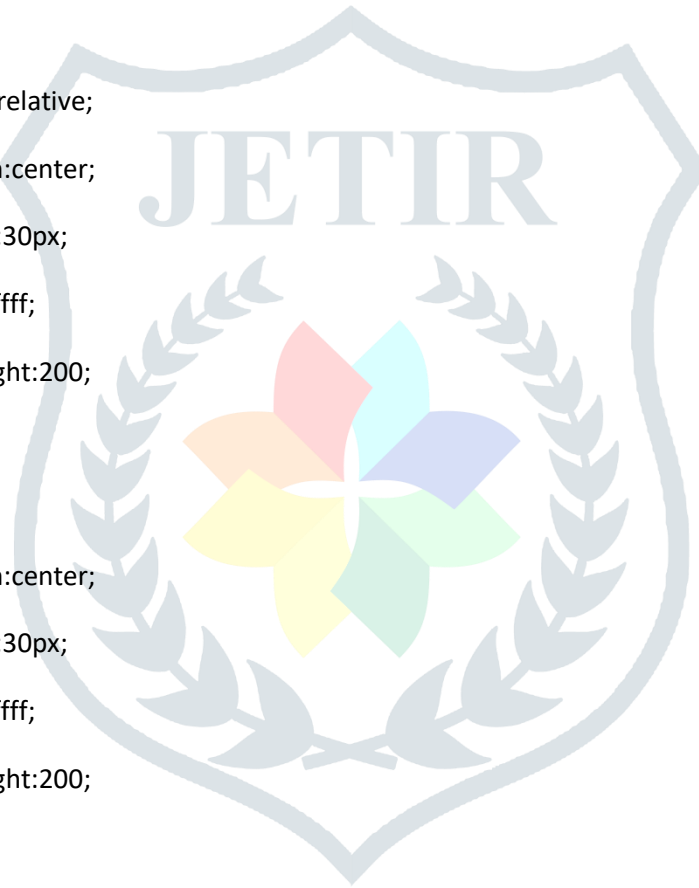 relative;
JETIR
:center;
:30px;
fff;
ght:200;
:center;
:30px;
fff;
ght:200;